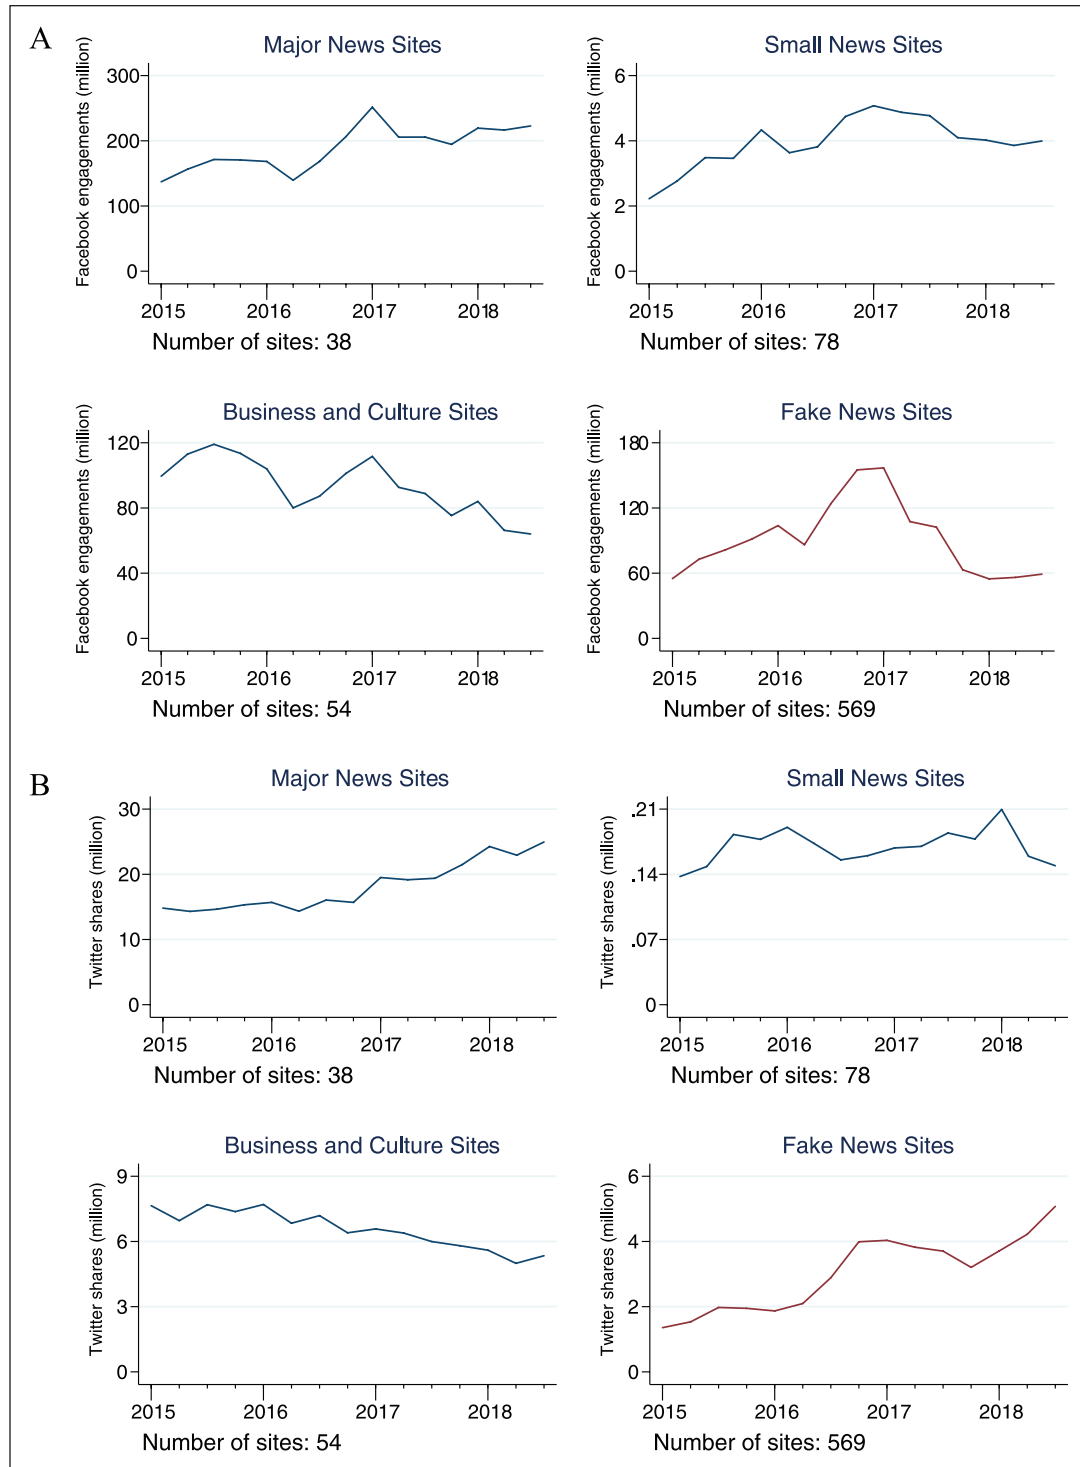 A
Major News Sites
Facebook engagements (million)
300
200
100
0
2015 2016 2017 2018
Number of sites: 38
Small News Sites
Facebook engagements (million)
6
4
2
0
2015 2016 2017 2018
Number of sites: 78
Business and Culture Sites
Facebook engagements (million)
120
80
40
0
2015 2016 2017 2018
Number of sites: 54
Fake News Sites
Facebook engagements (million)
180
120
60
0
2015 2016 2017 2018
Number of sites: 569
B
Major News Sites
Twitter shares (million)
30
20
10
0
2015 2016 2017 2018
Number of sites: 38
Small News Sites
Twitter shares (million)
.21
.14
.07
0
2015 2016 2017 2018
Number of sites: 78
Business and Culture Sites
Twitter shares (million)
9
6
3
0
2015 2016 2017 2018
Number of sites: 54
Fake News Sites
Twitter shares (million)
6
4
2
0
2015 2016 2017 2018
Number of sites: 569